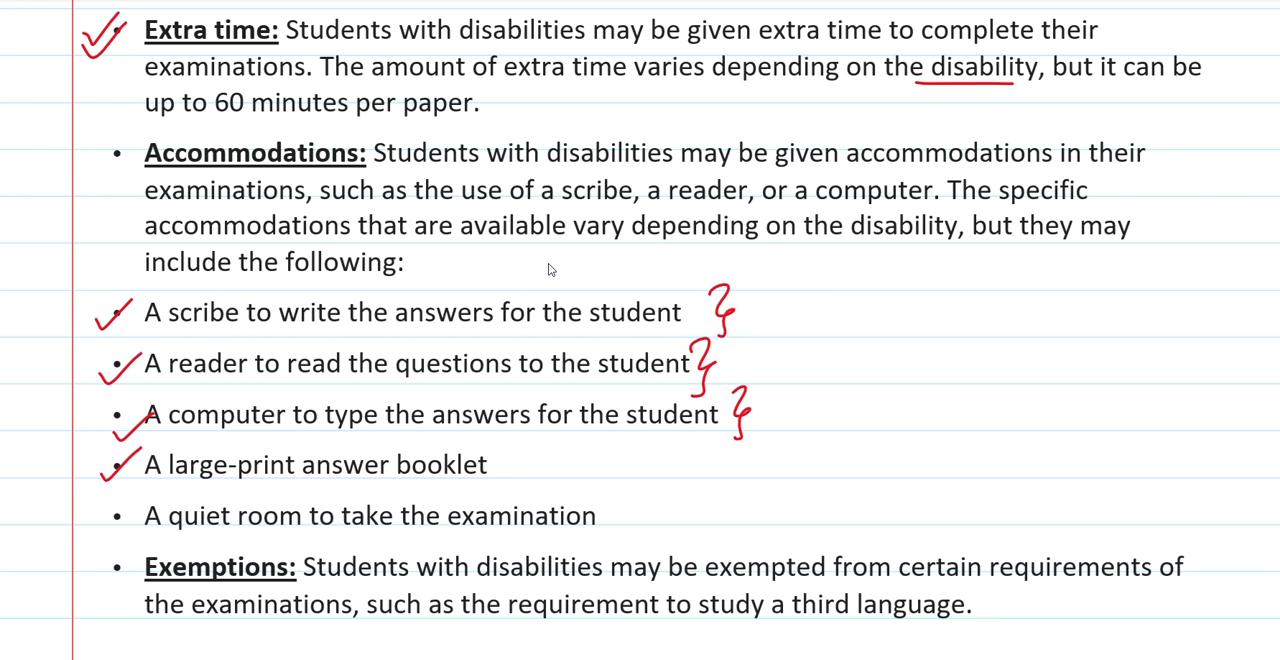 • Extra time: Students with disabilities may be given extra time to complete their
examinations. The amount of extra time varies depending on the disability, but it can be
up to 60 minutes per paper.
• Accommodations: Students with disabilities may be given accommodations in their
examinations, such as the use of a scribe, a reader, or a computer. The specific
accommodations that are available vary depending on the disability, but they may
include the following:
• A scribe to write the answers for the student
• A reader to read the questions to the student
• A computer to type the answers for the student
• A large-print answer booklet
• A quiet room to take the examination
• Exemptions: Students with disabilities may be exempted from certain requirements of
the examinations, such as the requirement to study a third language.